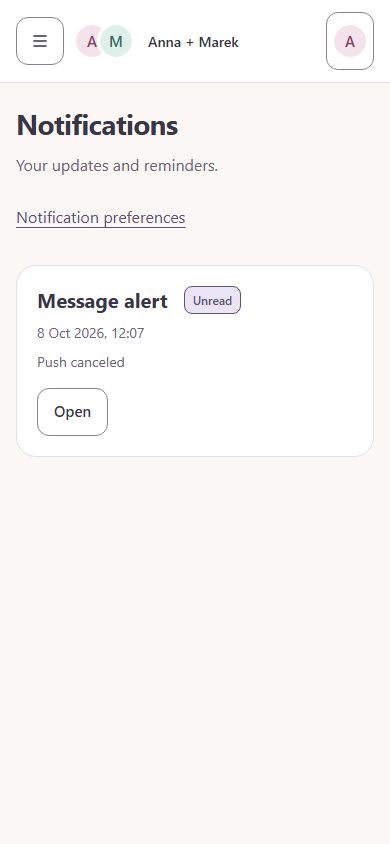 A M Anna + Marek A
Notifications
Your updates and reminders.
Notification preferences
Message alert Unread
8 Oct 2026, 12:07
Push canceled
Open